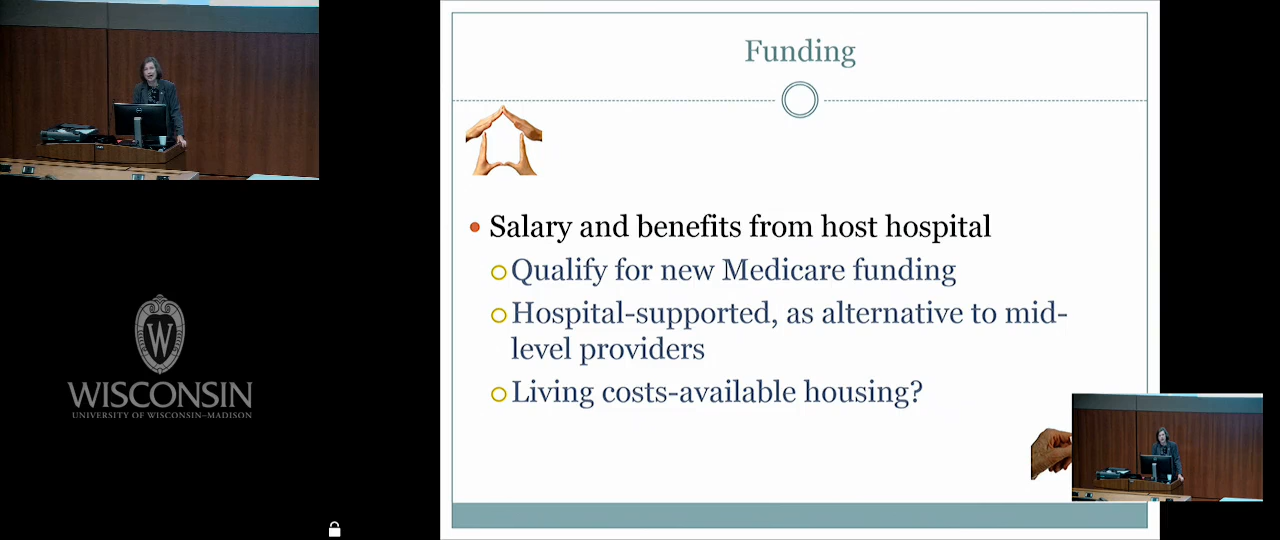 Funding
Salary and benefits from host hospital
Qualify for new Medicare funding
Hospital-supported, as alternative to mid-
level providers
Living costs-available housing?
W
WISCONSIN
UNIVERSITY OF WISCONSIN–MADISON